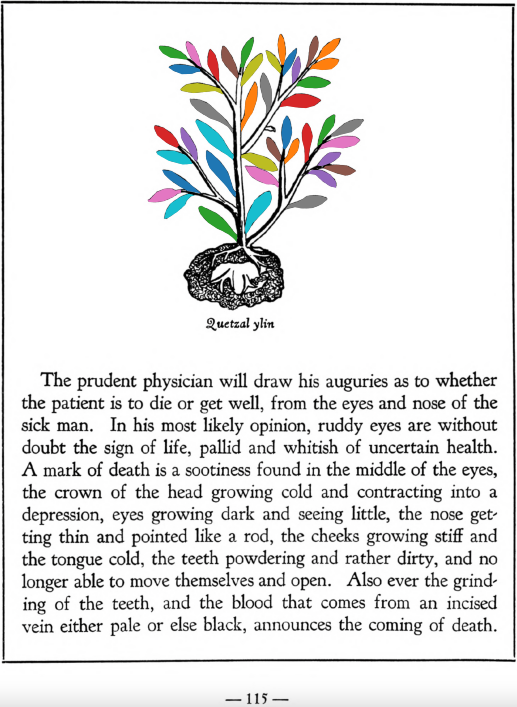 Quetzal ylin
The prudent physician will draw his auguries as to whether
the patient is to die or get well, from the eyes and nose of the
sick man. In his most likely opinion, ruddy eyes are without
doubt the sign of life, pallid and whitish of uncertain health.
A mark of death is a sootiness found in the middle of the eyes,
the crown of the head growing cold and contracting into a
depression, eyes growing dark and seeing little, the nose get-
ting thin and pointed like a rod, the cheeks growing stiff and
the tongue cold, the teeth powdering and rather dirty, and no
longer able to move themselves and open. Also ever the grind-
ing of the teeth, and the blood that comes from an incised
vein either pale or else black, announces the coming of death.
— 115 —